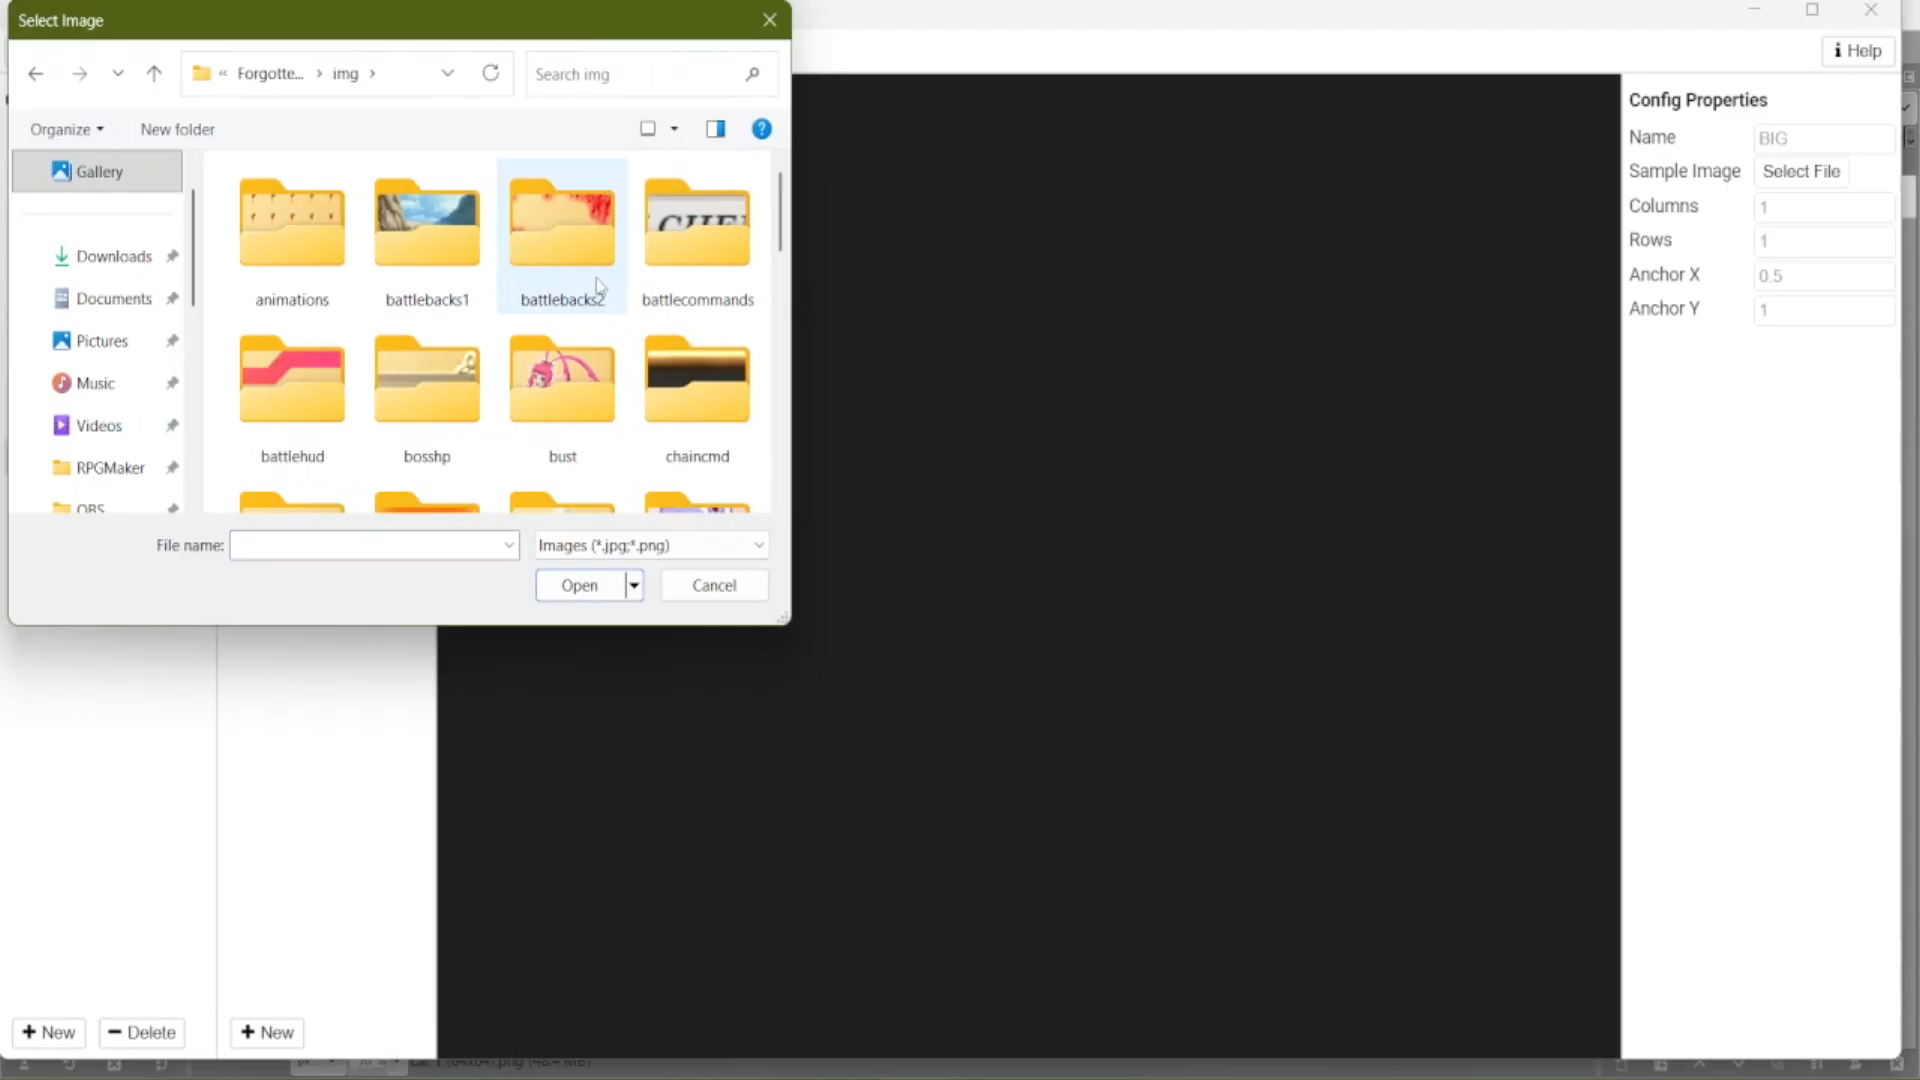 Select Image
Help
« Forgotte... › img ›
Search img
Organize
New folder
Gallery
Downloads
Documents
Pictures
Music
Videos
RPGMaker
OBS
animations
battlebacks1
battlebacks2
battlecommands
battlehud
bosshp
bust
chaincmd
File name:
Images (*.jpg;*.png)
Open
Cancel
Config Properties
Name BIG
Sample Image Select File
Columns 1
Rows 1
Anchor X 0.5
Anchor Y 1
+ New
− Delete
+ New